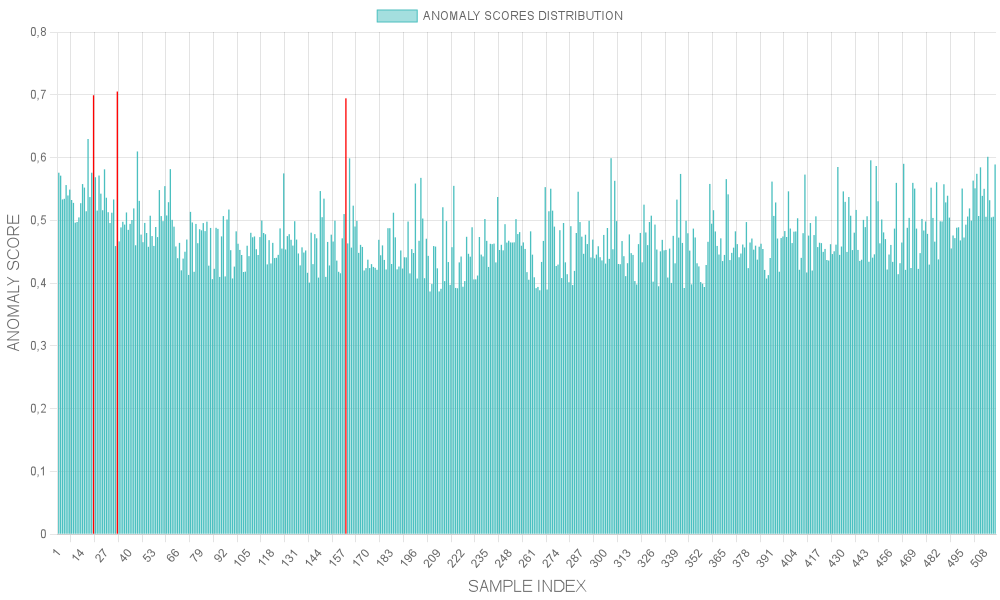 ANOMALY SCORES DISTRIBUTION
0,8
0,7
0,6
0,5
0,4
0,3
0,2
0,1
0
ANOMALY SCORE
1 14 27 40 53 66 79 92 105 118 131 144 157 170 183 196 209 222 235 248 261 274 287 300 313 326 339 352 365 378 391 404 417 430 443 456 469 482 495 508
SAMPLE INDEX